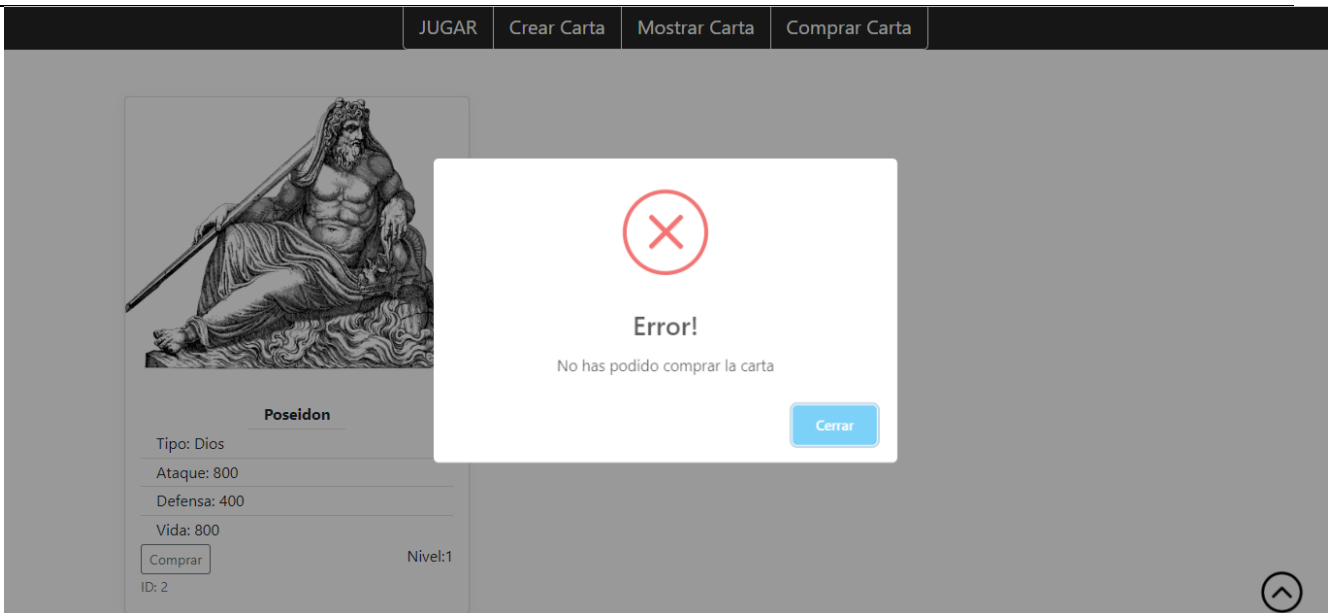 JUGAR Crear Carta Mostrar Carta Comprar Carta
Poseidon
Tipo: Dios
Ataque: 800
Defensa: 400
Vida: 800
Comprar Nivel:1
ID: 2
Error!
No has podido comprar la carta
Cerrar